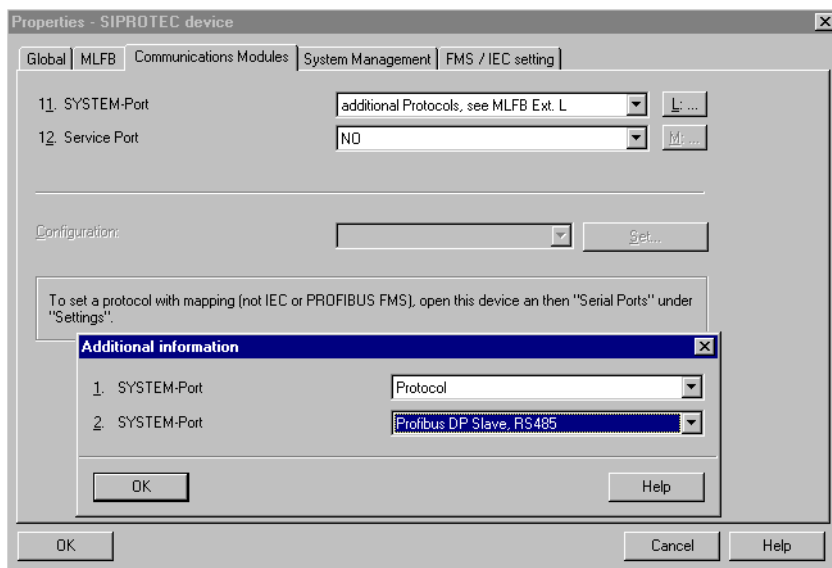 Properties - SIPROTEC device
Global MLFB Communications Modules System Management FMS / IEC setting
11. SYSTEM-Port additional Protocols, see MLFB Ext. L L: ...
12. Service Port NO M: ...
Configuration: Set...
To set a protocol with mapping (not IEC or PROFIBUS FMS), open this device an then "Serial Ports" under
"Settings".
Additional information
1. SYSTEM-Port Protocol
2. SYSTEM-Port Profibus DP Slave, RS485
OK Help
OK Cancel Help